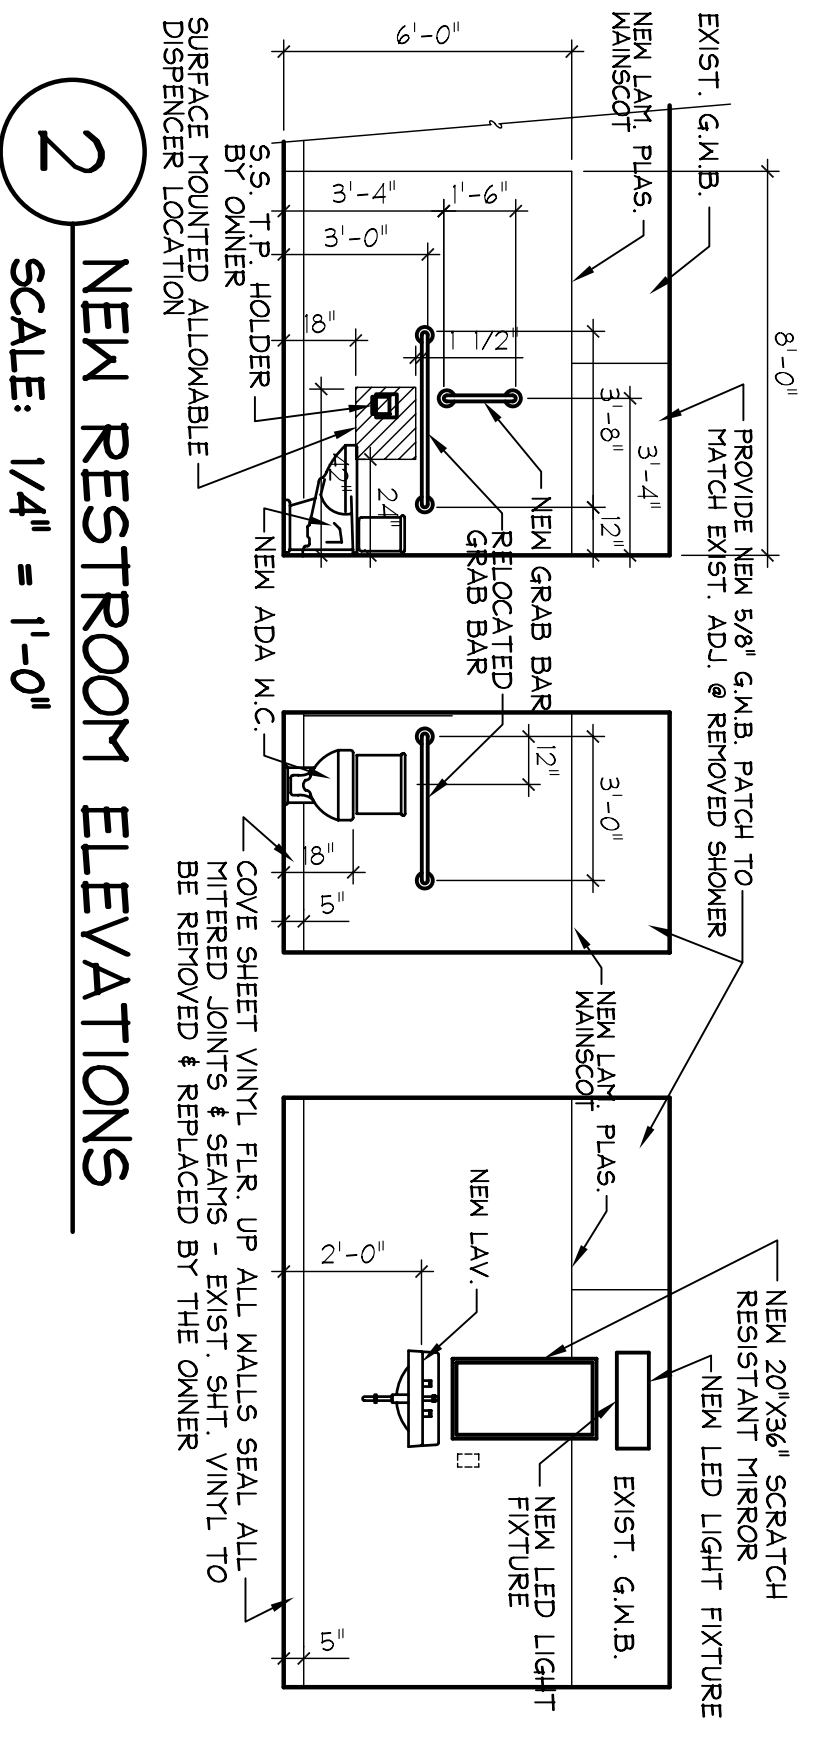 8'-0"
EXIST. G.W.B.
NEW LAM. PLAS.
WAINSCOT
6'-0"
3'-4"
1'-6"
3'-0"
18"
1 1/2"
3'-8"
12"
3'-4"
42"
24"
S.S. T.P. HOLDER
BY OWNER
SURFACE MOUNTED ALLOWABLE
DISPENCER LOCATION
PROVIDE NEW 5/8" G.W.B. PATCH TO
MATCH EXIST. ADJ. @ REMOVED SHOWER
NEW GRAB BAR
RELOCATED
GRAB BAR
NEW ADA W.C.
12"
3'-0"
18"
5"
NEW LAM. PLAS.
WAINSCOT
COVE SHEET VINYL FLR. UP ALL WALLS SEAL ALL
MITERED JOINTS & SEAMS - EXIST. SHT. VINYL TO
BE REMOVED & REPLACED BY THE OWNER
NEW 20"X36" SCRATCH
RESISTANT MIRROR
NEW LED LIGHT FIXTURE
EXIST. G.W.B.
NEW LED LIGHT
FIXTURE
NEW LAV.
2'-0"
5"
2
NEW RESTROOM ELEVATIONS
SCALE: 1/4" = 1'-0"